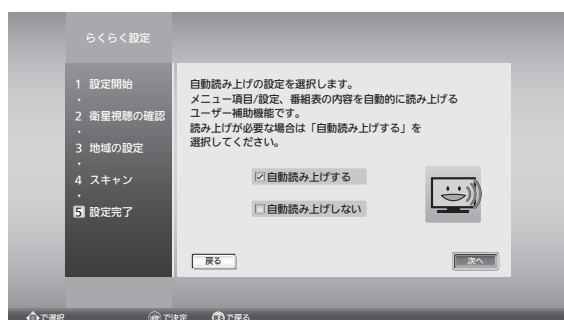 らくらく設定
1 設定開始
2 衛星視聴の確認
3 地域の設定
4 スキャン
5 設定完了
自動読み上げの設定を選択します。
メニュー項目/設定、番組表の内容を自動的に読み上げる
ユーザー補助機能です。
読み上げが必要な場合は「自動読み上げする」を
選択してください。
自動読み上げする
自動読み上げしない
戻る
次へ
で選択 決定 で決定 戻る で戻る